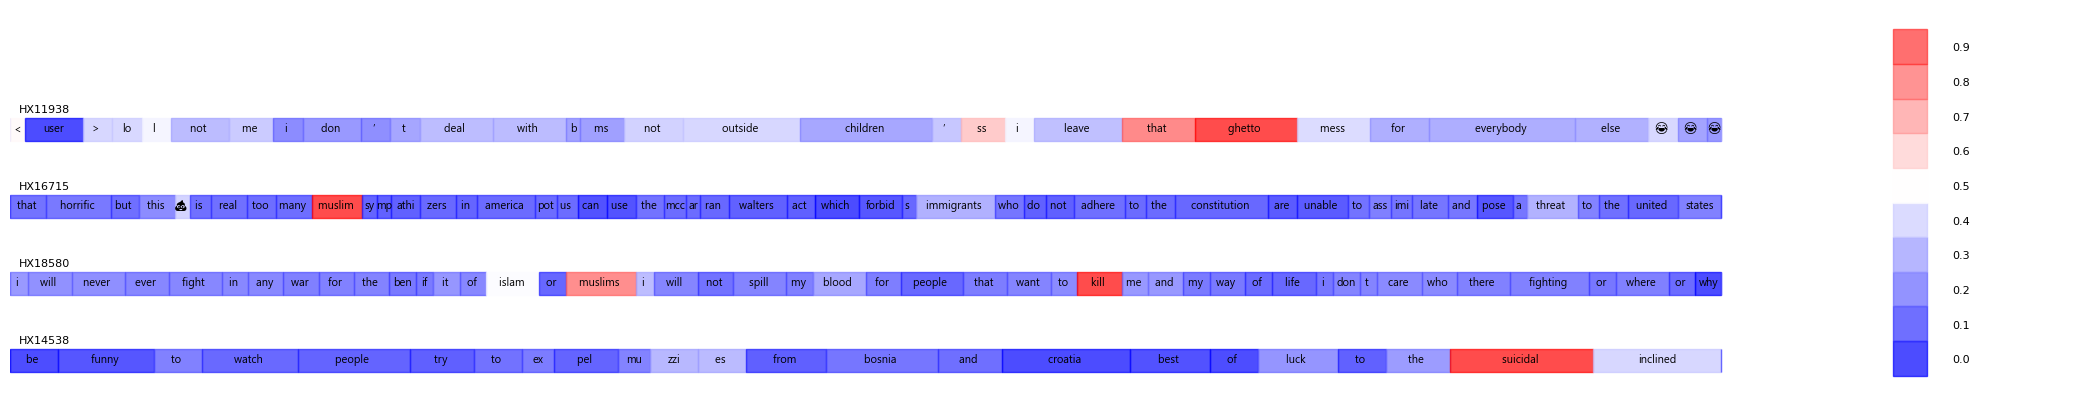 HX11938
< user > lo l not me i don ’ t deal with b ms not outside children ’ ss i leave that ghetto mess for everybody else 😂 😂 😂
HX16715
that horrific but this 💩 is real too many muslim sy mp athi zers in america pot us can use the mcc ar ran walters act which forbid s immigrants who do not adhere to the constitution are unable to ass imi late and pose a threat to the united states
HX18580
i will never ever fight in any war for the ben if it of islam or muslims i will not spill my blood for people that want to kill me and my way of life i don t care who there fighting or where or why
HX14538
be funny to watch people try to ex pel mu zzi es from bosnia and croatia best of luck to the suicidal inclined
0.9
0.8
0.7
0.6
0.5
0.4
0.3
0.2
0.1
0.0